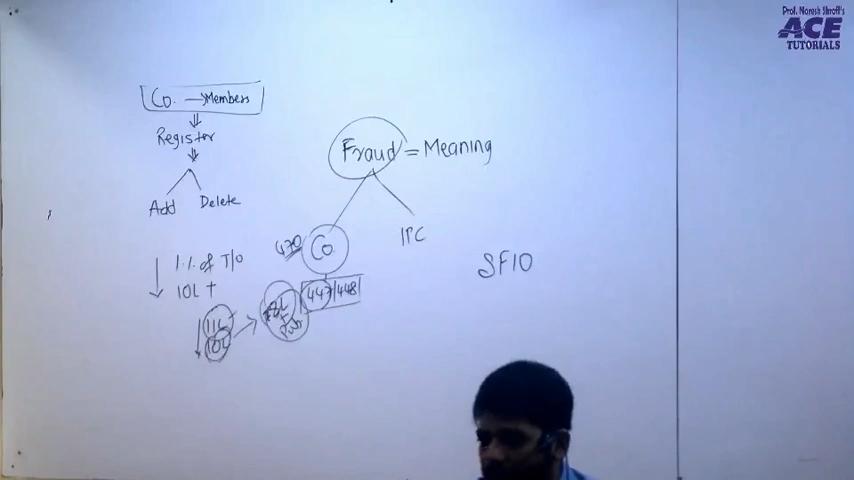 Prof. Naresh Shroff's
ACE
TUTORIALS
Co. → Members
Register
Add Delete
Fraud = Meaning
Co. IPC
447/448
SFIO
1% of T/O
10L +
11L
10L